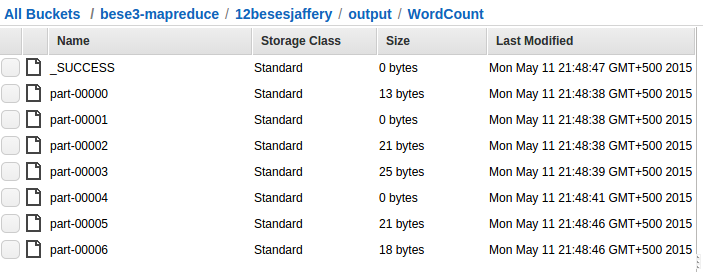 All Buckets / bese3-mapreduce / 12besesjaffery / output / WordCount
Name Storage Class Size Last Modified
_SUCCESS Standard 0 bytes Mon May 11 21:48:47 GMT+500 2015
part-00000 Standard 13 bytes Mon May 11 21:48:38 GMT+500 2015
part-00001 Standard 0 bytes Mon May 11 21:48:38 GMT+500 2015
part-00002 Standard 21 bytes Mon May 11 21:48:38 GMT+500 2015
part-00003 Standard 25 bytes Mon May 11 21:48:39 GMT+500 2015
part-00004 Standard 0 bytes Mon May 11 21:48:41 GMT+500 2015
part-00005 Standard 21 bytes Mon May 11 21:48:46 GMT+500 2015
part-00006 Standard 18 bytes Mon May 11 21:48:46 GMT+500 2015